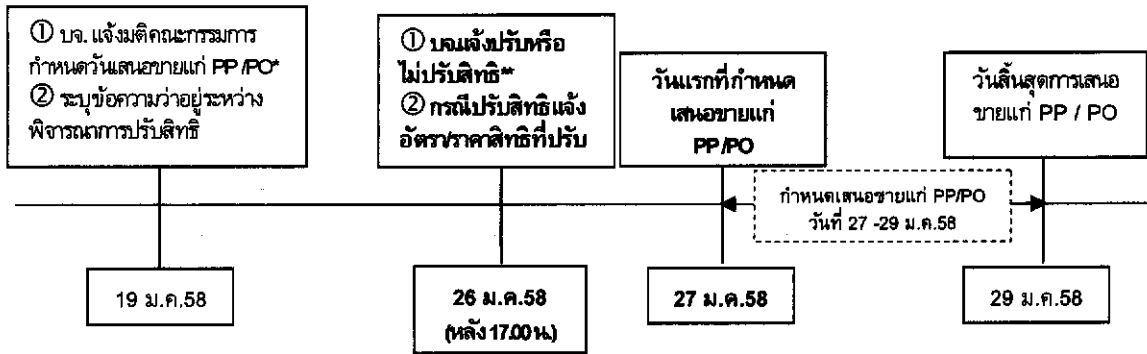 ① บจ. แจ้งมติคณะกรรมการ
กำหนดวันเสนอขายแก่ PP /PO*
② ระบุข้อความว่าอยู่ระหว่าง
พิจารณาการปรับสิทธิ
① บจ.แจ้งปรับหรือ
ไม่ปรับสิทธิ**
② กรณีปรับสิทธิแจ้ง
อัตรา/ราคาสิทธิที่ปรับ
วันแรกที่กำหนด
เสนอขายแก่
PP/PO
วันสิ้นสุดการเสนอ
ขายแก่ PP / PO
กำหนดเสนอขายแก่ PP/PO
วันที่ 27 -29 ม.ค.58
19 ม.ค.58
26 ม.ค.58
(หลัง 17.00 น.)
27 ม.ค.58
29 ม.ค.58